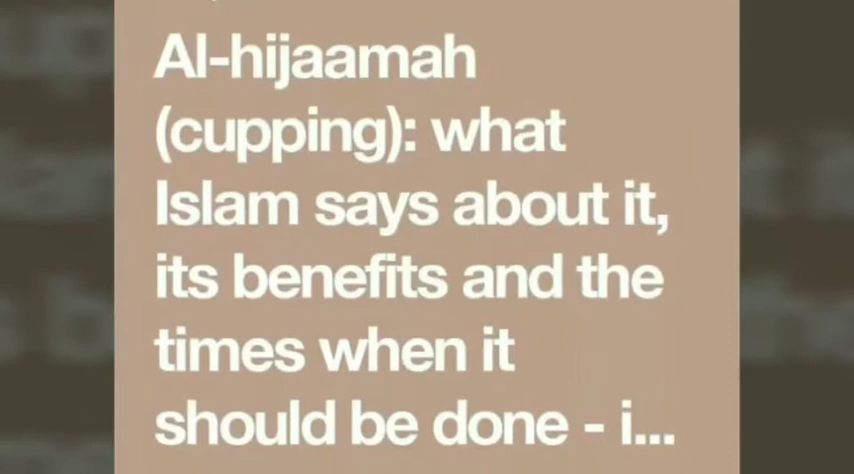 Al-hijaamah
(cupping): what
Islam says about it,
its benefits and the
times when it
should be done - i...